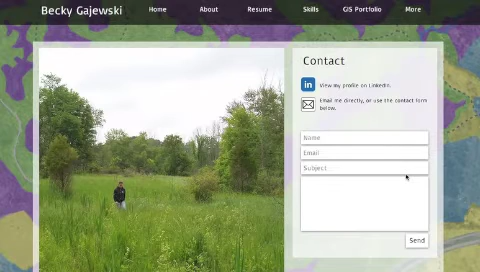 Becky Gajewski
Home About Resume Skills GIS Portfolio More
Contact
in View my profile on LinkedIn.
Email me directly, or use the contact form
below.
Name
Email
Subject
Send